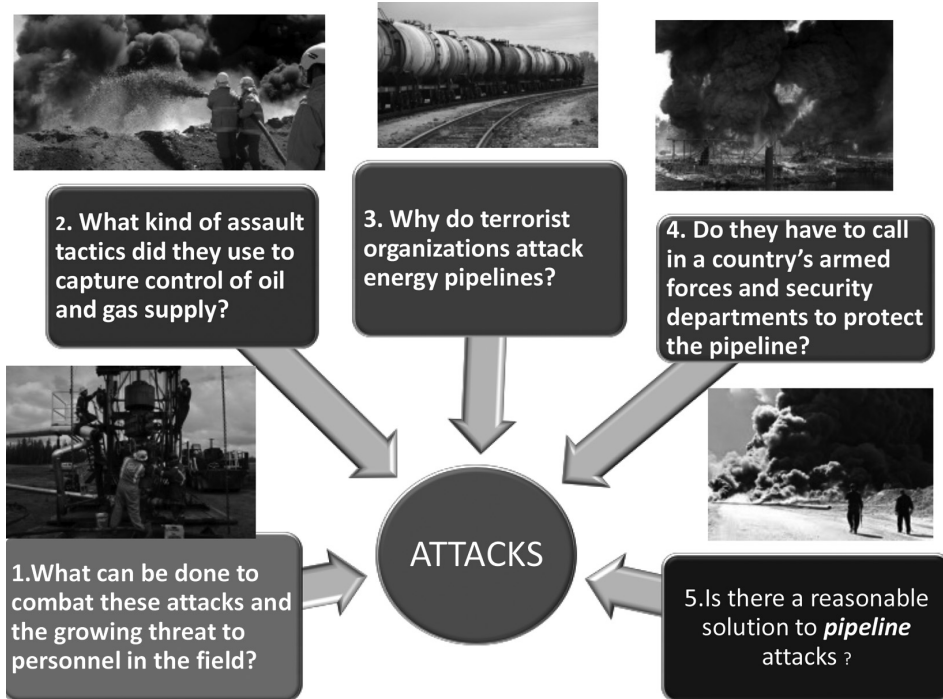 2. What kind of assault
tactics did they use to
capture control of oil
and gas supply?
3. Why do terrorist
organizations attack
energy pipelines?
4. Do they have to call
in a country’s armed
forces and security
departments to protect
the pipeline?
ATTACKS
1.What can be done to
combat these attacks and
the growing threat to
personnel in the field?
5.Is there a reasonable
solution to pipeline
attacks ?